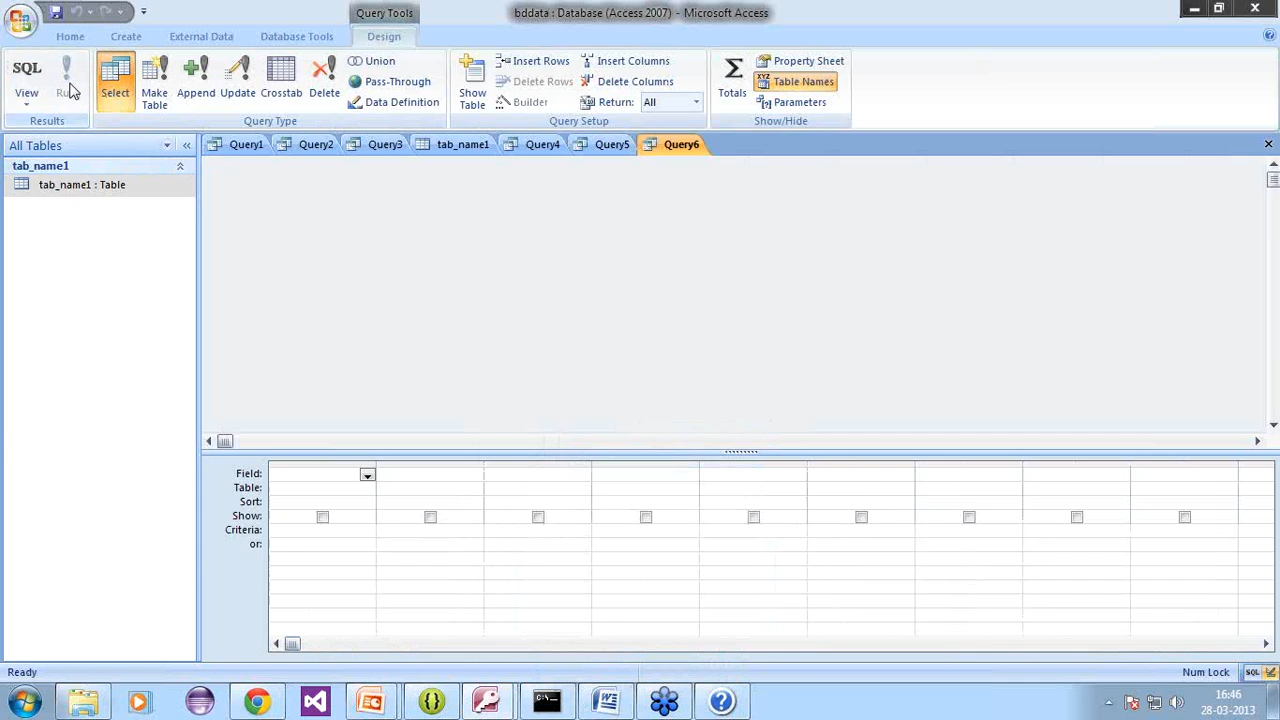 Query Tools
bddata : Database (Access 2007) - Microsoft Access
Home
Create
External Data
Database Tools
Design
SQL
View
Select
Make Table
Append
Update
Crosstab
Delete
Union
Pass-Through
Data Definition
Show Table
Insert Rows
Delete Rows
Builder
Insert Columns
Delete Columns
Return: All
Σ
Totals
XYZ
Property Sheet
Table Names
Parameters
Results
Query Type
Query Setup
Show/Hide
All Tables
tab_name1
tab_name1 : Table
Query1
Query2
Query3
tab_name1
Query4
Query5
Query6
Field:
Table:
Sort:
Show:
Criteria:
or:
Ready
Num Lock
SQL
16:46
28-03-2013